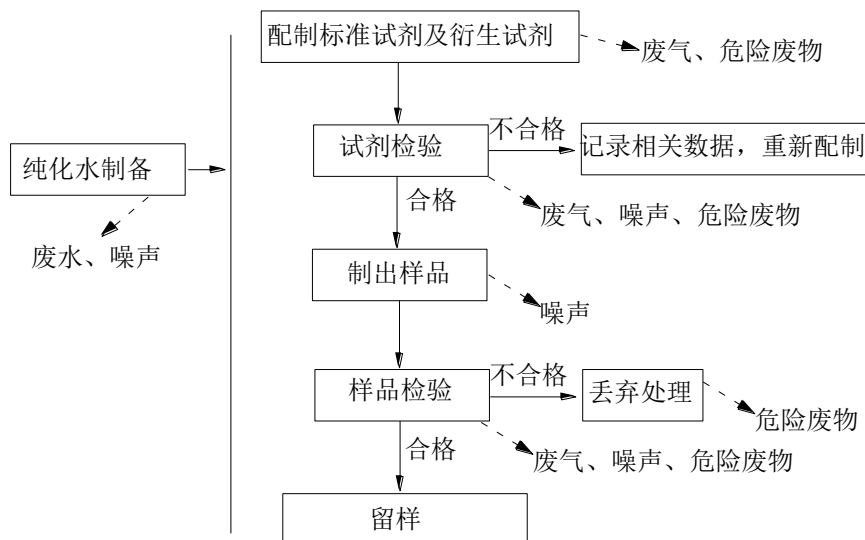 配制标准试剂及衍生试剂
废气、危险废物
不合格
试剂检验
记录相关数据，重新配制
纯化水制备
合格
废气、噪声、危险废物
废水、噪声
制出样品
噪声
不合格
样品检验
丢弃处理
危险废物
合格
废气、噪声、危险废物
留样